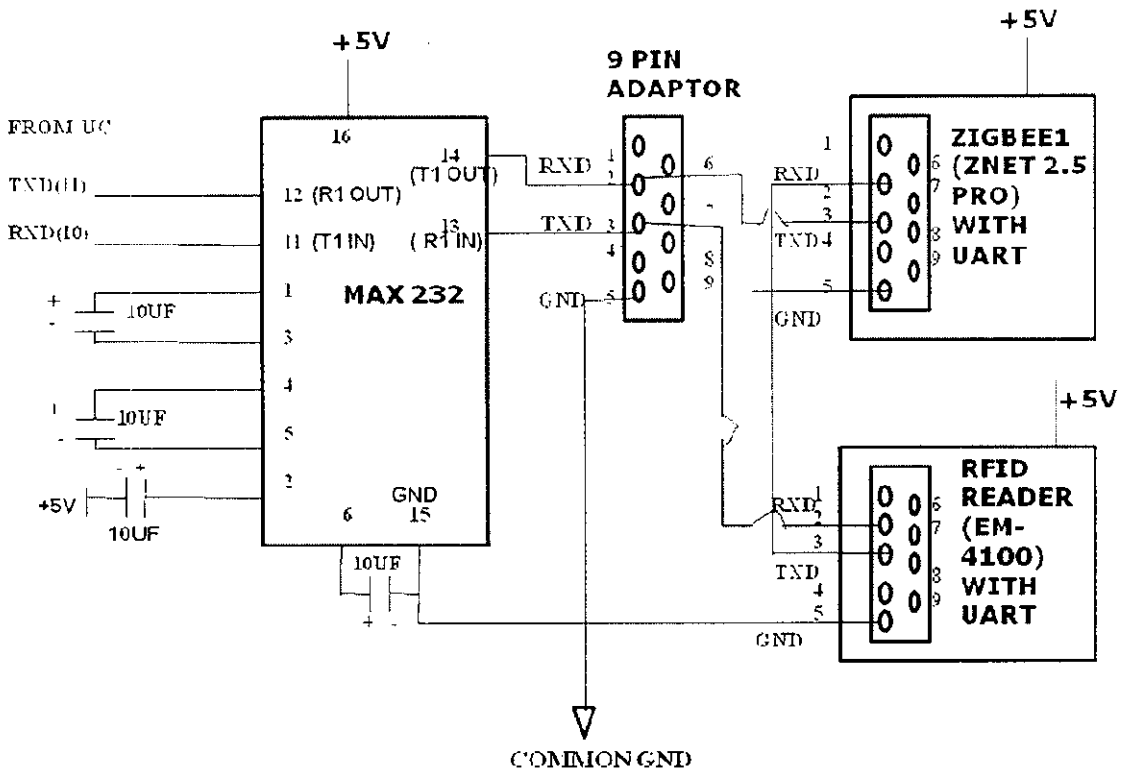 +5V
9 PIN
ADAPTOR
+5V
FROM UC
TXD(11)
RXD(10)
16
14
(T1 OUT)
12 (R1 OUT)
13
11 (T1 IN)
( R1 IN)
MAX 232
1
3
4
5
2
GND
6
15
+
10UF
-
+
10UF
-
- +
+5V
10UF
10UF
+ -
RXD
1
2
TXD
3
4
GND
5
6
8
9
1
RXD
2
3
TXD
4
5
GND
6
7
8
9
ZIGBEE1
(ZNET 2.5
PRO)
WITH
UART
+5V
1
RXD
2
3
TXD
4
5
GND
6
7
8
9
RFID
READER
(EM-
4100)
WITH
UART
COMMON GND